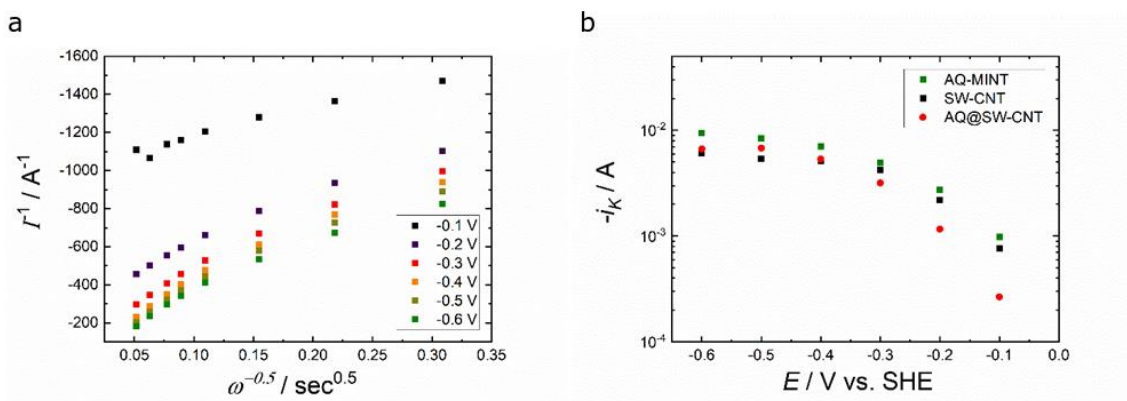 a
-1600
-1400
-1200
-1000
-800
-600
-400
-200
I⁻¹ / A⁻¹
-0.1 V
-0.2 V
-0.3 V
-0.4 V
-0.5 V
-0.6 V
0.05 0.10 0.15 0.20 0.25 0.30 0.35
ω⁻⁰·⁵ / sec⁰·⁵
b
AQ-MINT
SW-CNT
AQ@SW-CNT
10⁻²
10⁻³
10⁻⁴
-i_K / A
-0.6 -0.5 -0.4 -0.3 -0.2 -0.1 0.0
E / V vs. SHE